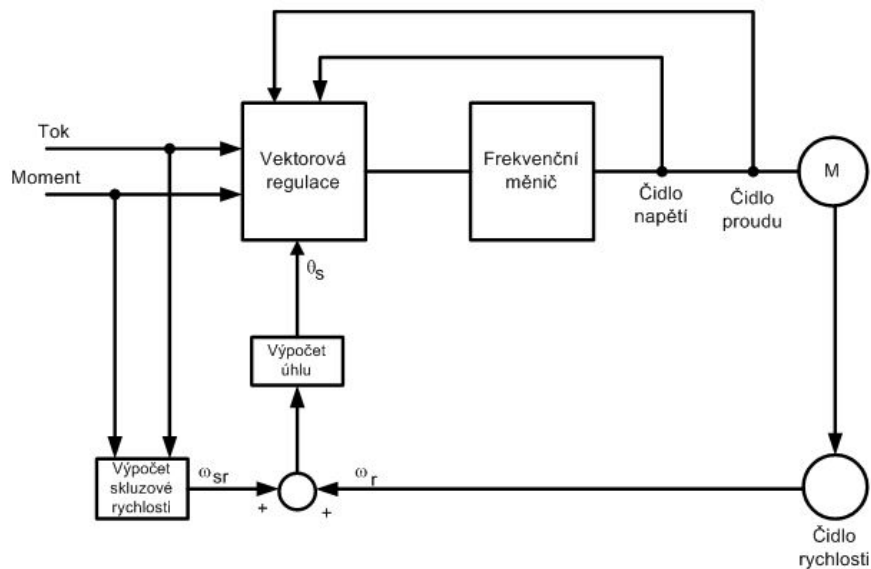 Tok
Moment
Vektorová
regulace
Frekvenční
měnič
M
Čidlo
napětí
Čidlo
proudu
θs
Výpočet
úhlu
Výpočet
skluzové
rychlosti
ωsr
+
+
ωr
Čidlo
rychlosti